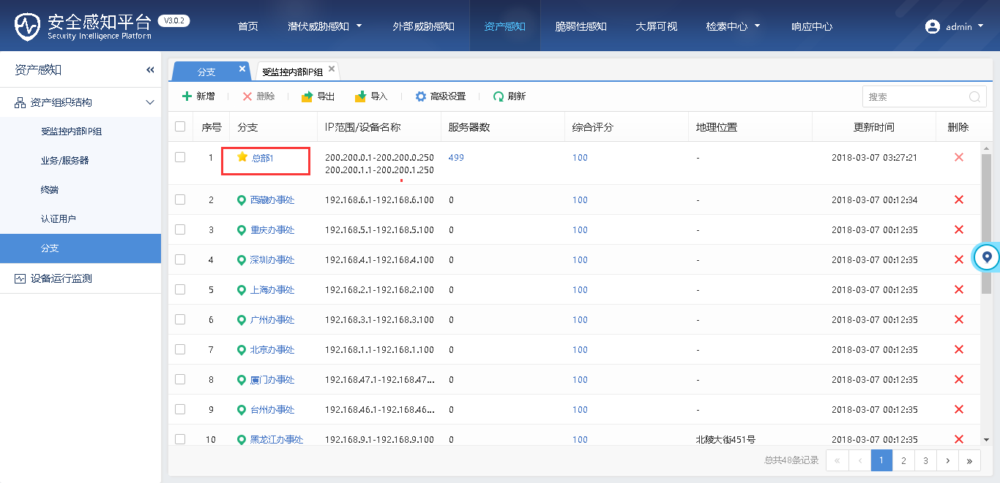 安全感知平台 V3.0.2
Security Intelligence Platform
首页 潜伏威胁感知 外部威胁感知 资产感知 脆弱性感知 大屏可视 检索中心 响应中心 admin
资产感知
资产组织结构
受监控内部IP组
业务/服务器
终端
认证用户
分支
设备运行监测
分支 受监控内部IP组
新增 删除 导出 导入 高级设置 刷新 搜索
序号 分支 IP范围/设备名称 服务器数 综合评分 地理位置 更新时间 删除
1 总部1 200.200.0.1-200.200.0.250 499 100 - 2018-03-07 03:27:21
200.200.1.1-200.200.1.250
2 西藏办事处 192.168.6.1-192.168.6.100 0 100 - 2018-03-07 00:12:34
3 重庆办事处 192.168.5.1-192.168.5.100 0 100 - 2018-03-07 00:12:35
4 深圳办事处 192.168.4.1-192.168.4.100 0 100 - 2018-03-07 00:12:35
5 上海办事处 192.168.2.1-192.168.2.100 0 100 - 2018-03-07 00:12:35
6 广州办事处 192.168.3.1-192.168.3.100 0 100 - 2018-03-07 00:12:35
7 北京办事处 192.168.1.1-192.168.1.100 0 100 - 2018-03-07 00:12:35
8 厦门办事处 192.168.47.1-192.168.47... 0 100 - 2018-03-07 00:12:35
9 台州办事处 192.168.46.1-192.168.46... 0 100 - 2018-03-07 00:12:35
10 黑龙江办事处 192.168.9.1-192.168.9.100 0 100 北陵大街451号 2018-03-07 00:12:35
总共48条记录 « ‹ 1 2 3 › »